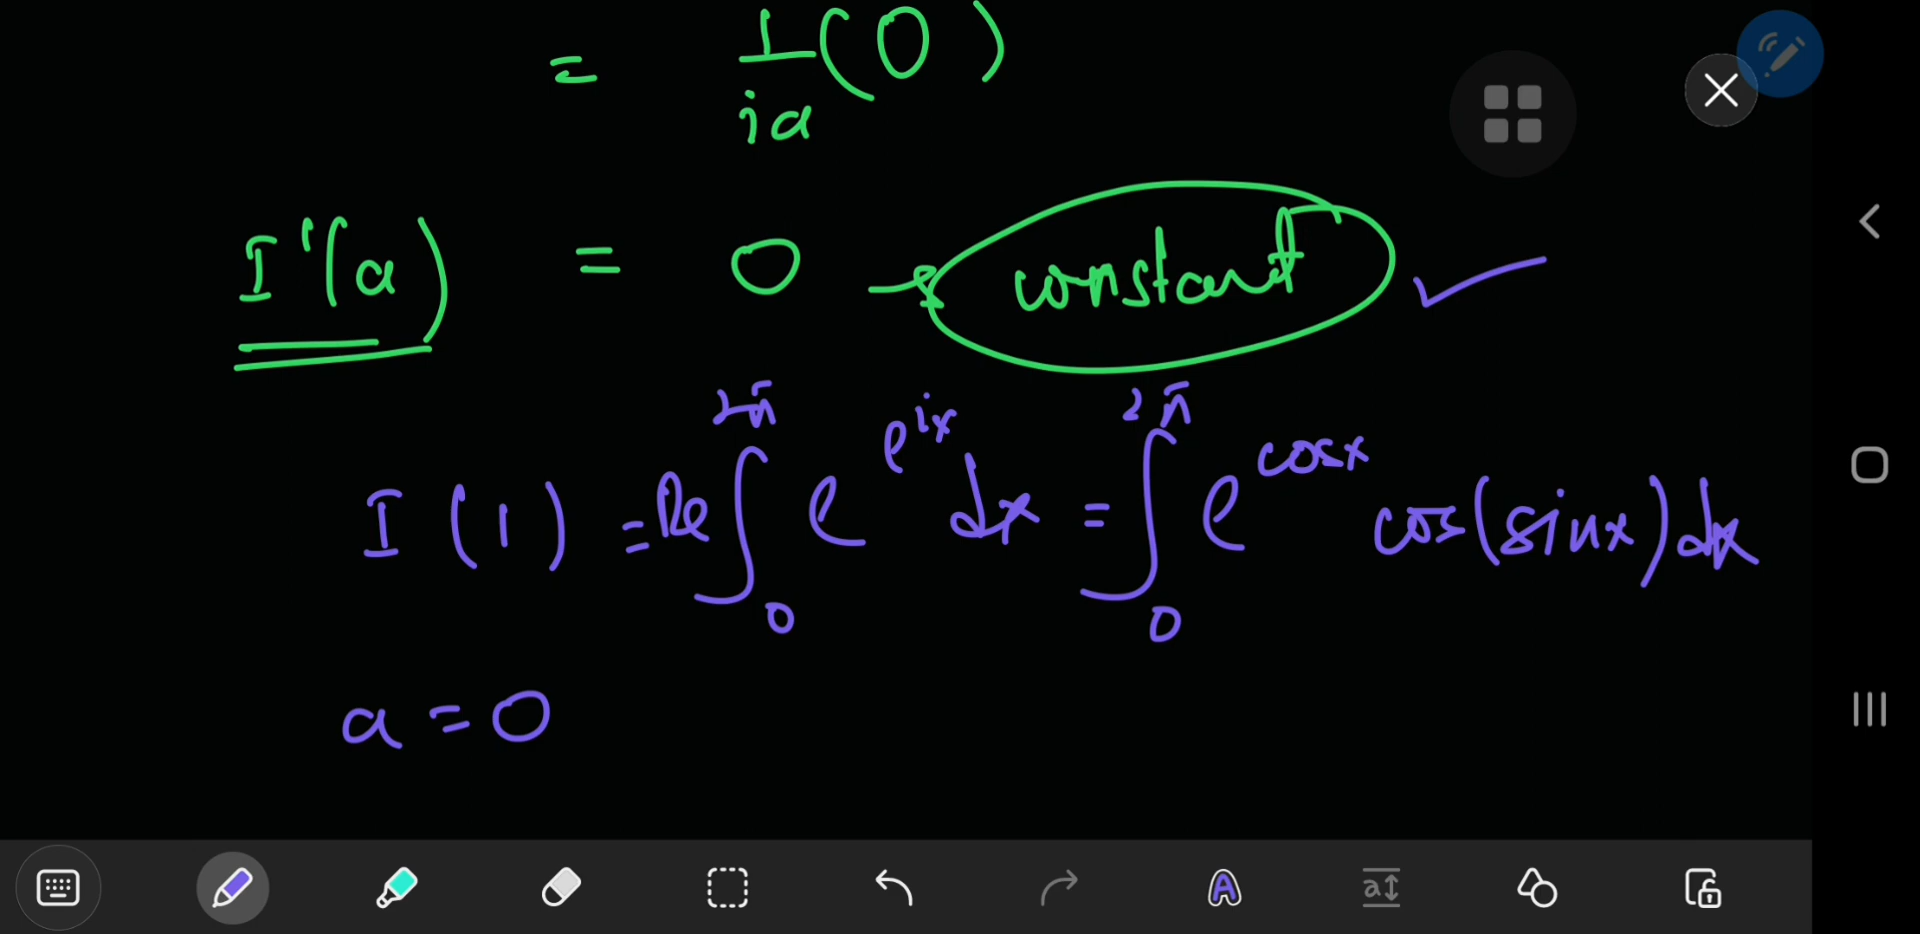 = 1/ia (0)
I'(a) = 0 → constant ✓
I(1) = Re ∫₀^{2π} e^{e^{ix}} dx = ∫₀^{2π} e^{cosx} cos(sinx) dx
a = 0